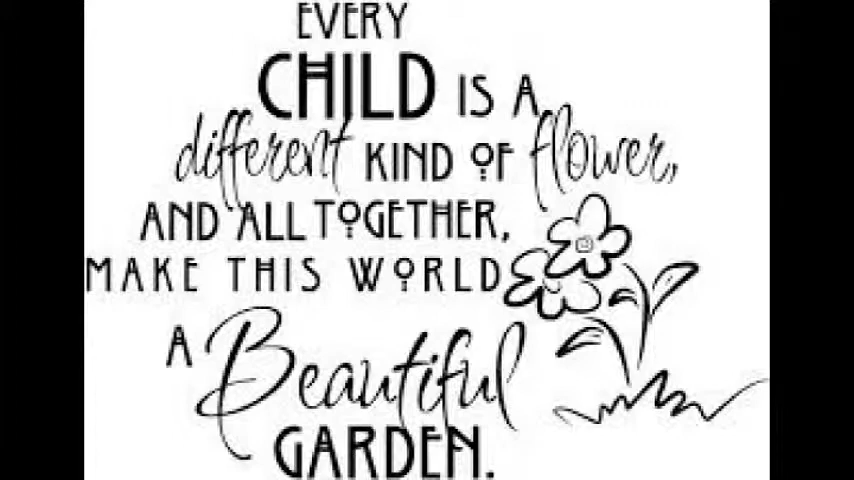 EVERY
CHILD IS A
different KIND OF flower,
AND ALL TOGETHER,
MAKE THIS WORLD
A Beautiful
GARDEN.